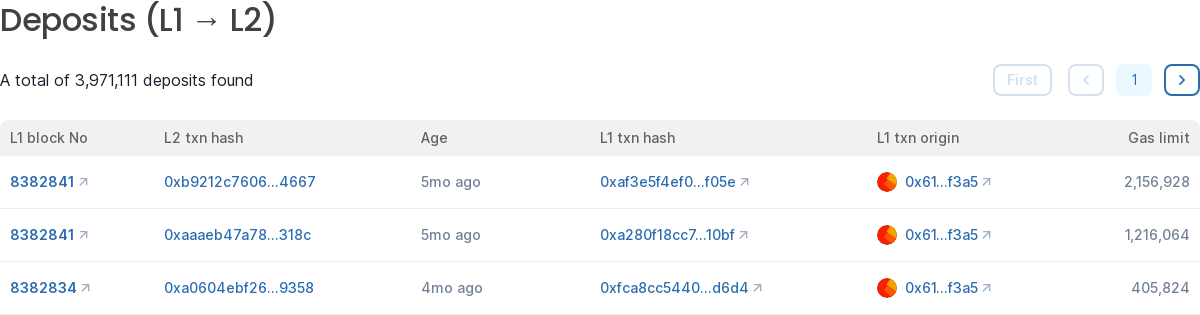 Deposits (L1 → L2)
A total of 3,971,111 deposits found First < 1 >
L1 block No L2 txn hash Age L1 txn hash L1 txn origin Gas limit
8382841 0xb9212c7606...4667 5mo ago 0xaf3e5f4ef0...f05e 0x61...f3a5 2,156,928
8382841 0xaaaeb47a78...318c 5mo ago 0xa280f18cc7...10bf 0x61...f3a5 1,216,064
8382834 0xa0604ebf26...9358 4mo ago 0xfca8cc5440...d6d4 0x61...f3a5 405,824